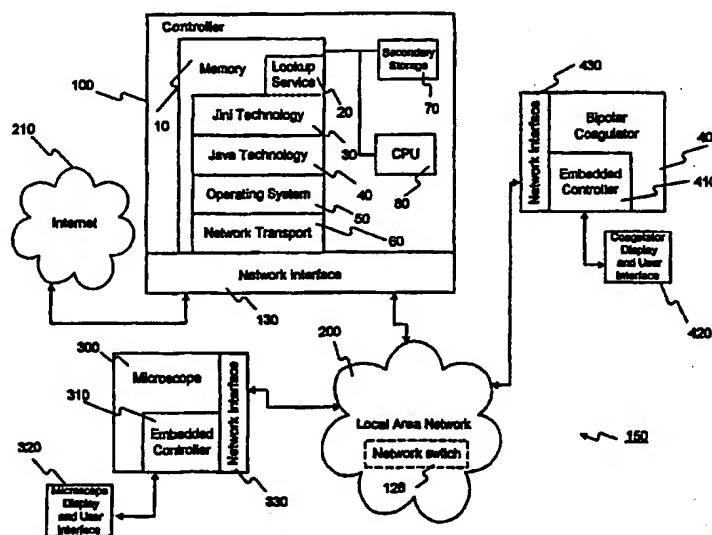 Controller
Memory
Lookup
Service
Secondary
Storage
70
100
10
20
Jini Technology
30
Java Technology
40
CPU
80
Operating System
50
Network Transport
60
Network Interface
130
210
Internet
430
Network Interface
Bipolar
Coagulator
Embedded
Controller
40
410
Coagulator
Display
and User
Interface
420
300
Microscope
310
Embedded
Controller
Network Interface
320
330
Microscope
Display
and User
Interface
200
Local Area Network
Network switch
128
150